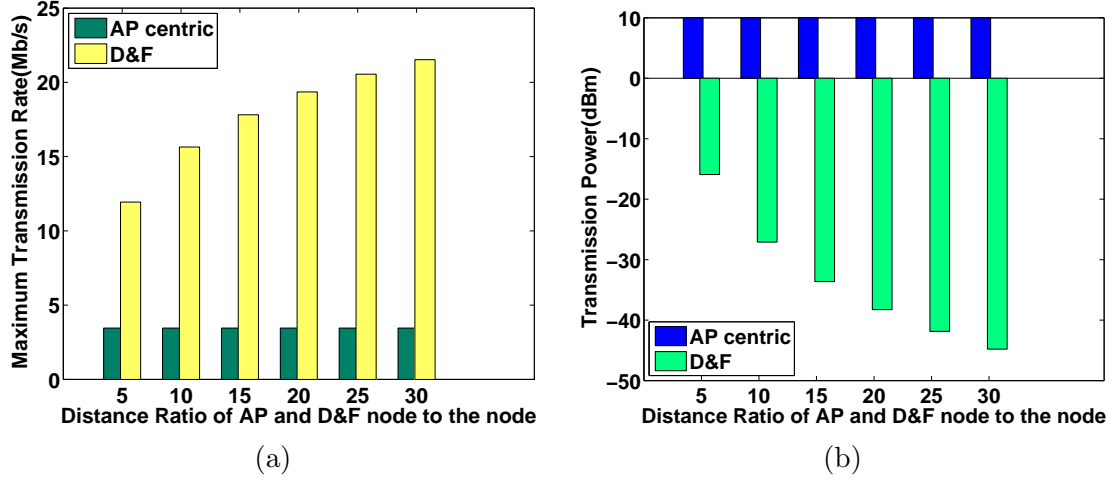 25
20
15
10
5
0
Maximum Transmission Rate(Mb/s)
AP centric
D&F
5 10 15 20 25 30
Distance Ratio of AP and D&F node to the node
(a)
10
0
−10
−20
−30
−40
−50
Transmission Power(dBm)
AP centric
D&F
5 10 15 20 25 30
Distance Ratio of AP and D&F node to the node
(b)